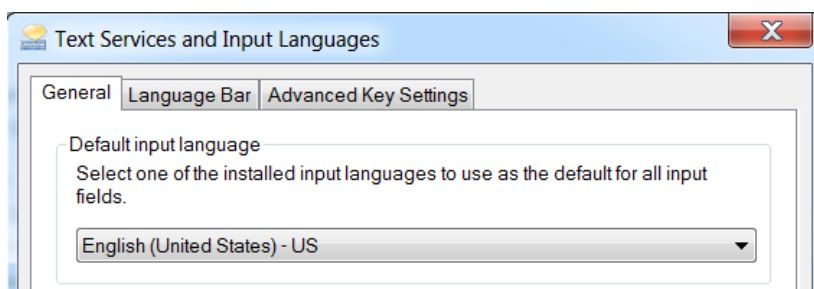 Text Services and Input Languages
General Language Bar Advanced Key Settings
Default input language
Select one of the installed input languages to use as the default for all input
fields.
English (United States) - US